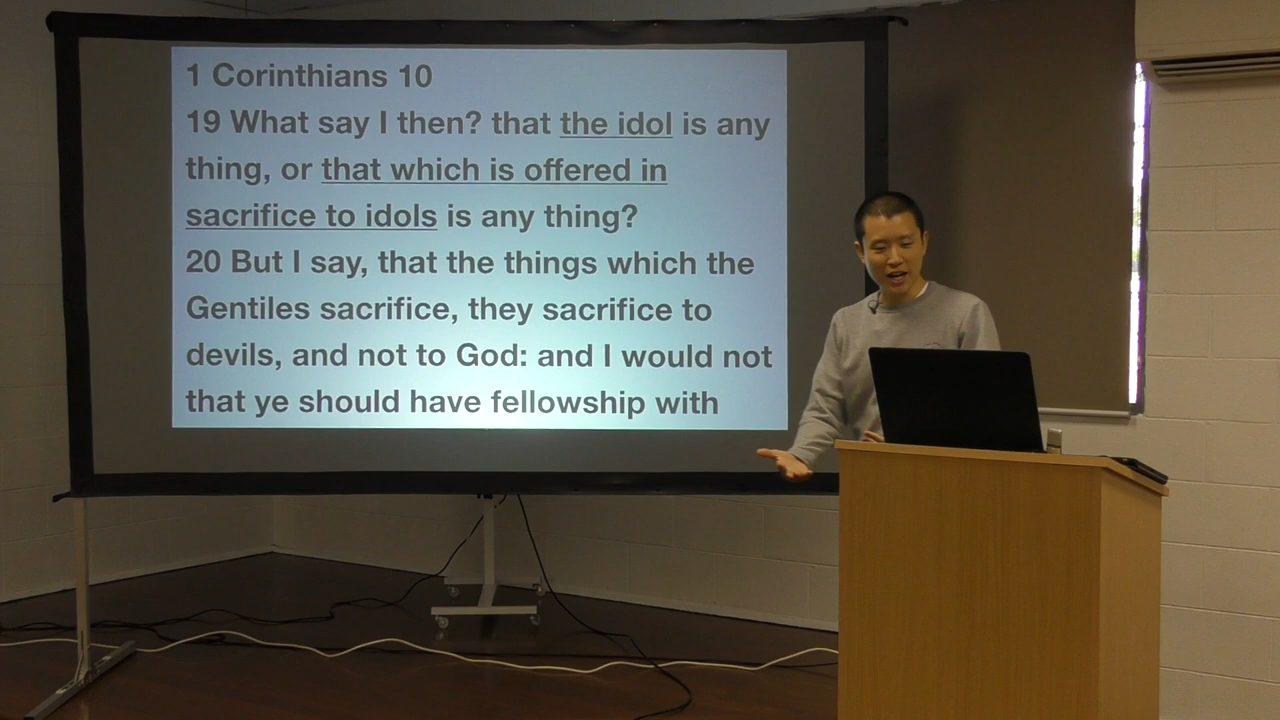 1 Corinthians 10
19 What say I then? that the idol is any
thing, or that which is offered in
sacrifice to idols is any thing?
20 But I say, that the things which the
Gentiles sacrifice, they sacrifice to
devils, and not to God: and I would not
that ye should have fellowship with